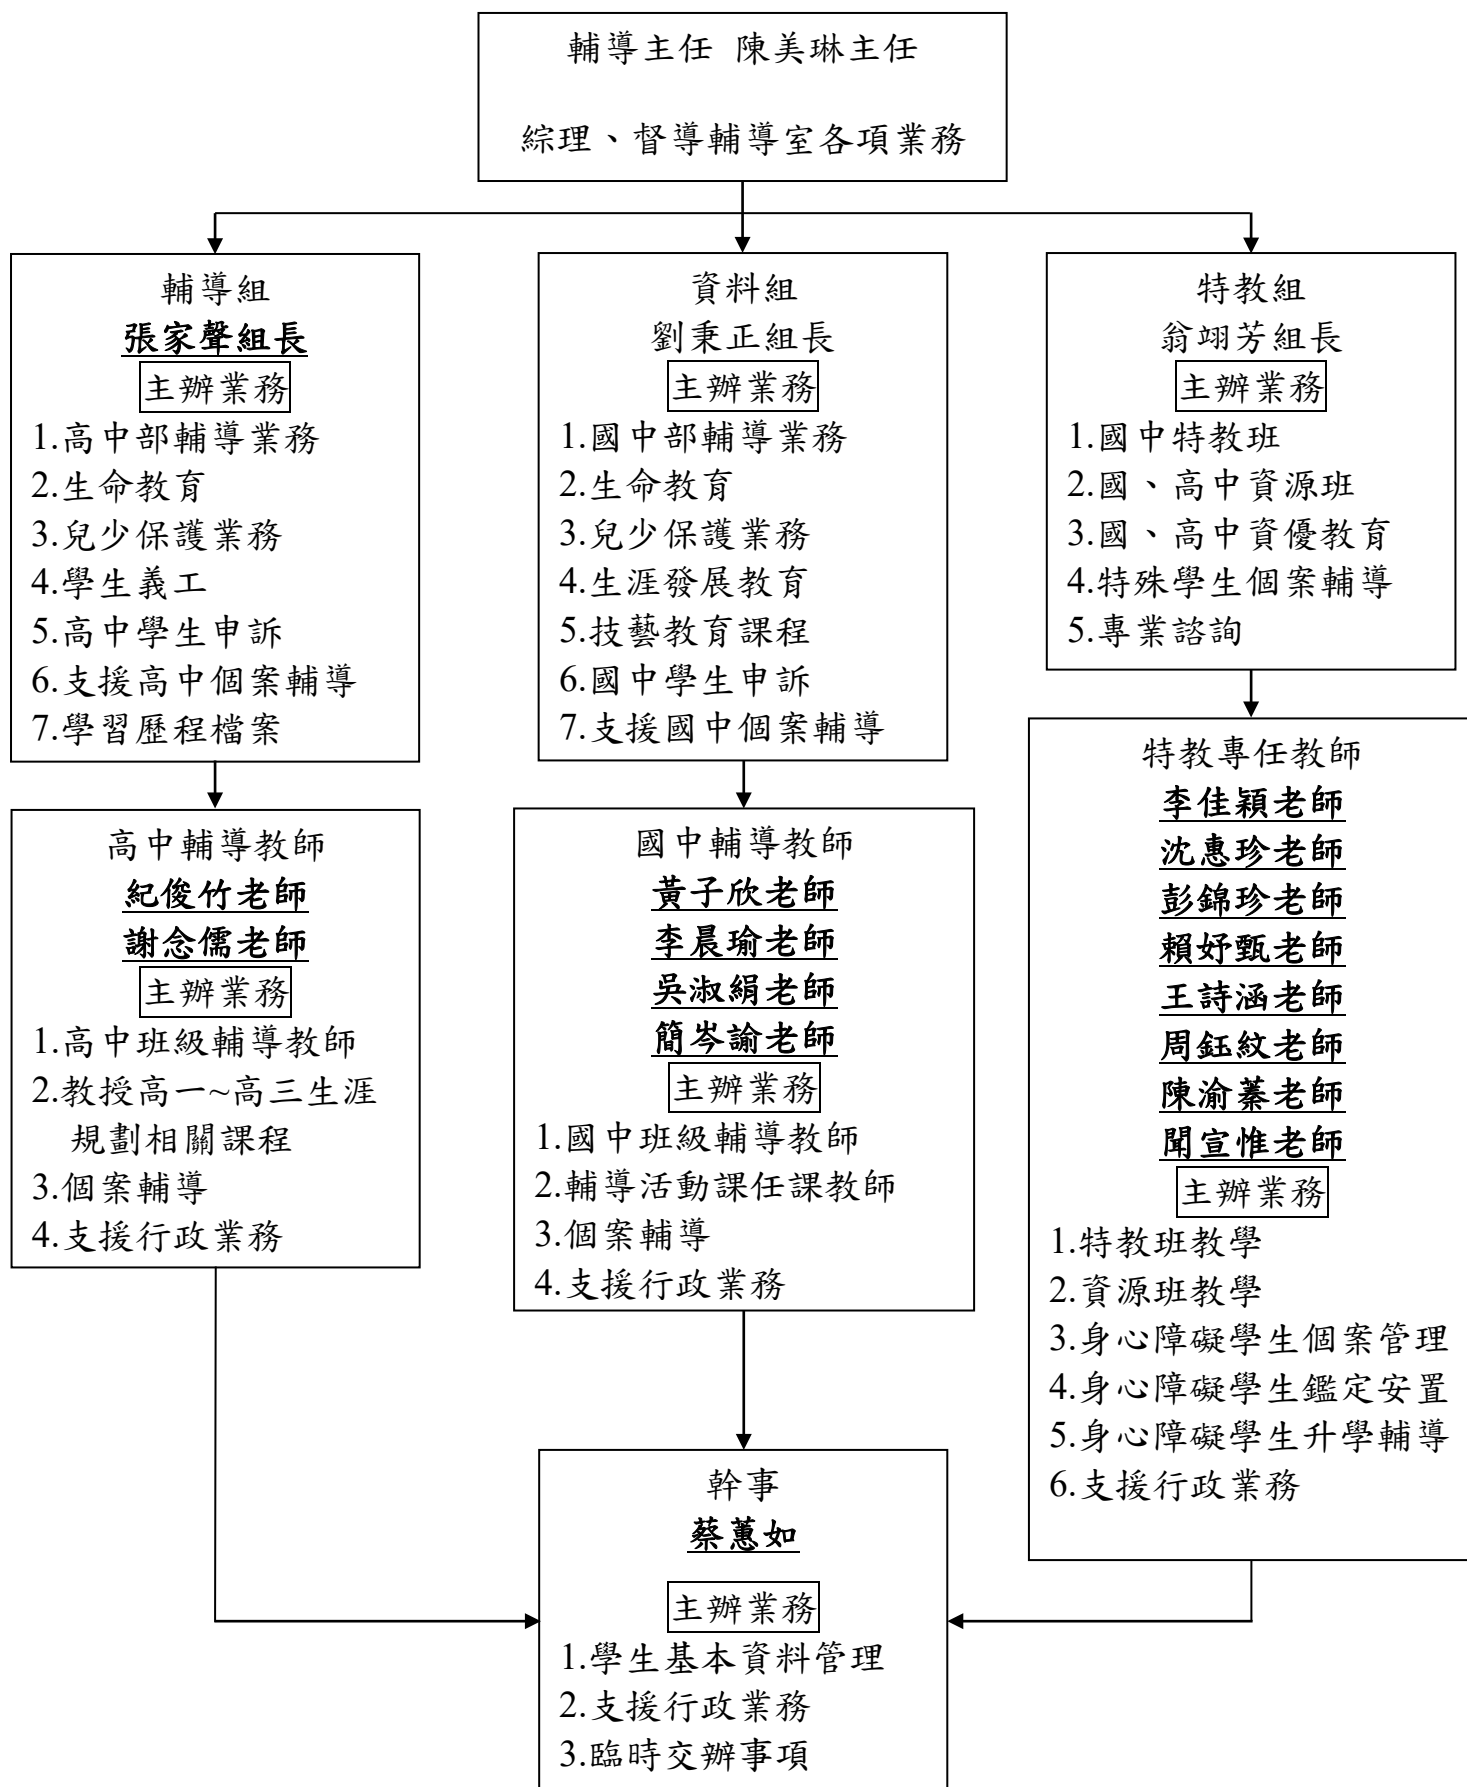 輔導主任 陳美琳主任
綜理、督導輔導室各項業務
輔導組
張家聲組長
主辦業務
1.高中部輔導業務
2.生命教育
3.兒少保護業務
4.學生義工
5.高中學生申訴
6.支援高中個案輔導
7.學習歷程檔案
資料組
劉秉正組長
主辦業務
1.國中部輔導業務
2.生命教育
3.兒少保護業務
4.生涯發展教育
5.技藝教育課程
6.國中學生申訴
7.支援國中個案輔導
特教組
翁翊芳組長
主辦業務
1.國中特教班
2.國、高中資源班
3.國、高中資優教育
4.特殊學生個案輔導
5.專業諮詢
高中輔導教師
紀俊竹老師
謝念儒老師
主辦業務
1.高中班級輔導教師
2.教授高一~高三生涯
規劃相關課程
3.個案輔導
4.支援行政業務
國中輔導教師
黃子欣老師
李晨瑜老師
吳淑絹老師
簡岑諭老師
主辦業務
1.國中班級輔導教師
2.輔導活動課任課教師
3.個案輔導
4.支援行政業務
特教專任教師
李佳穎老師
沈惠珍老師
彭錦珍老師
賴妤甄老師
王詩涵老師
周鈺紋老師
陳渝蓁老師
聞宣惟老師
主辦業務
1.特教班教學
2.資源班教學
3.身心障礙學生個案管理
4.身心障礙學生鑑定安置
5.身心障礙學生升學輔導
6.支援行政業務
幹事
蔡蕙如
主辦業務
1.學生基本資料管理
2.支援行政業務
3.臨時交辦事項